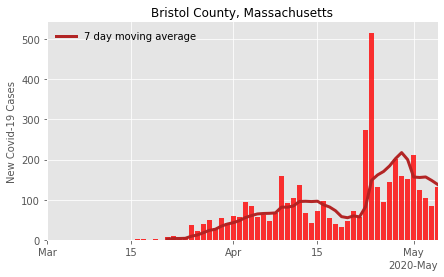 Bristol County, Massachusetts
7 day moving average
New Covid-19 Cases
500
400
300
200
100
0
Mar
15
Apr
15
May
2020-May